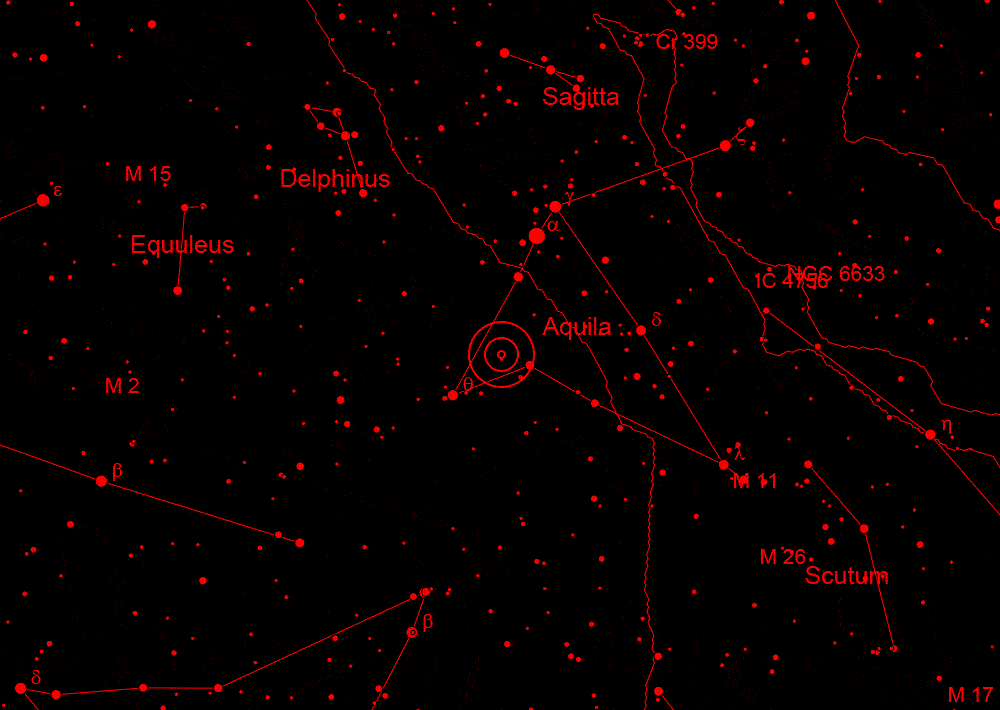 Cr 399
Sagitta
ζ
M 15
Delphinus
ε
γ
α
Equuleus
NGC 6633
IC 4756
Aquila
δ
M 2
θ
η
β
λ
M 11
M 26
Scutum
β
δ
M 17